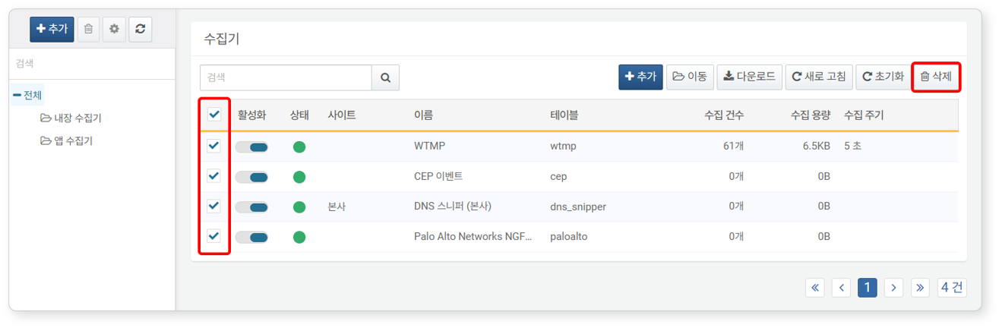 추가
검색
전체
내장 수집기
앱 수집기
수집기
검색
추가 이동 다운로드 새로 고침 초기화 삭제
활성화 상태 사이트 이름 테이블 수집 건수 수집 용량 수집 주기
WTMP wtmp 61개 6.5KB 5 초
CEP 이벤트 cep 0개 0B
본사 DNS 스니퍼 (본사) dns_snipper 0개 0B
Palo Alto Networks NGF... paloalto 0개 0B
« ‹ 1 › » 4 건